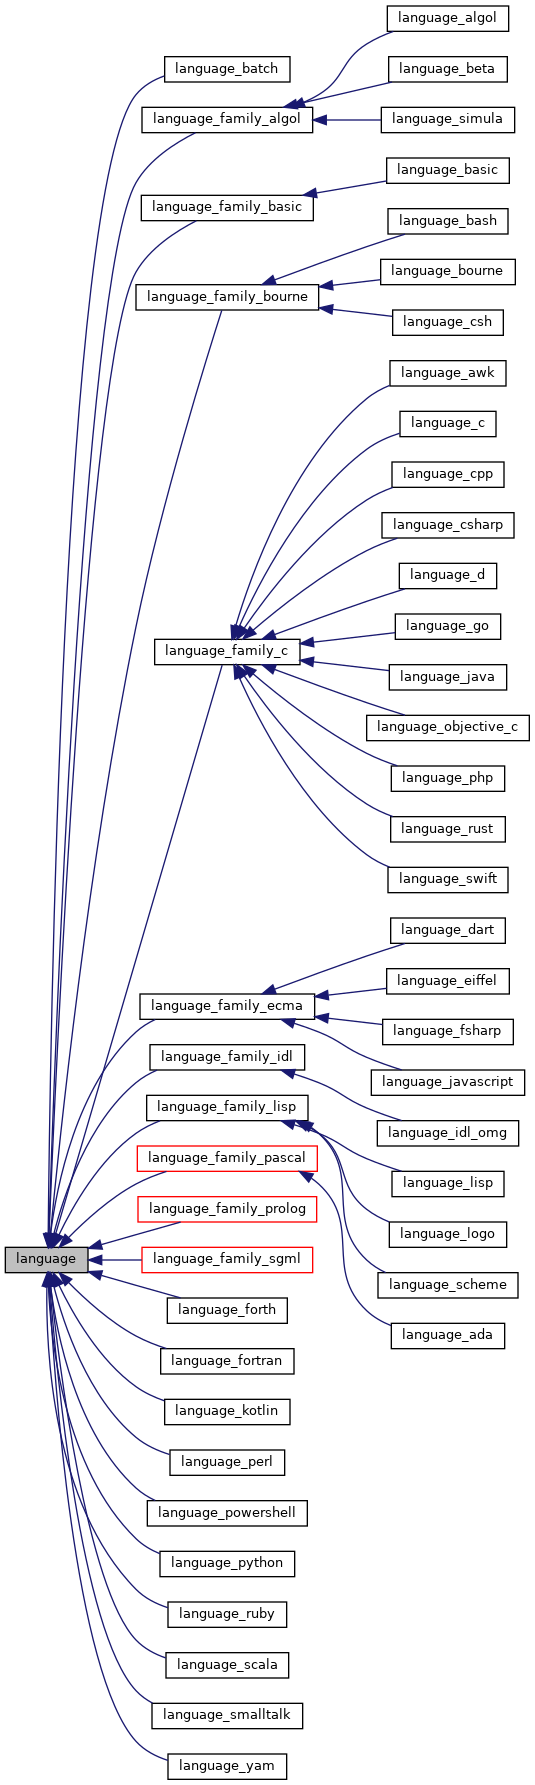 language_algol
language_batch
language_beta
language_family_algol
language_simula
language_basic
language_family_basic
language_bash
language_bourne
language_family_bourne
language_csh
language_awk
language_c
language_cpp
language_csharp
language_d
language_go
language_family_c
language_java
language_objective_c
language_php
language_rust
language_swift
language_dart
language_eiffel
language_family_ecma
language_fsharp
language_family_idl
language_javascript
language_family_lisp
language_idl_omg
language_family_pascal
language_lisp
language_family_prolog
language_logo
language
language_family_sgml
language_scheme
language_forth
language_ada
language_fortran
language_kotlin
language_perl
language_powershell
language_python
language_ruby
language_scala
language_smalltalk
language_yam